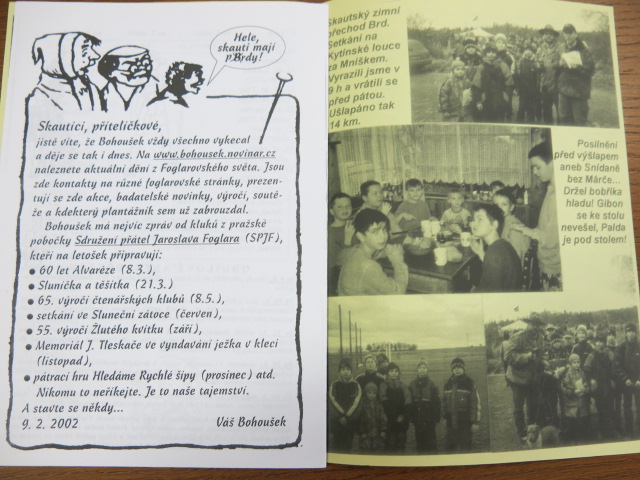 Hele,
skauti mají
p.Brdy!
Skautíci, přítelíčkové,
jistě víte, že Bohoušek vždy všechno vykecal
a děje se tak i dnes. Na www.bohousek.novinar.cz
naleznete aktuální dění z Foglarovského světa. Jsou
zde kontakty na různé foglarovské stránky, prezen-
tují se zde akce, badatelské novinky, výročí, soutě-
že a kdekterý plantážník sem už zabrouzdal.
Bohoušek má nejvíc zpráv od kluků z pražské
pobočky Sdružení přátel Jaroslava Foglara (SPJF),
kteří na letošek připravují:
● 60 let Alvaréze (8.3.),
● Sluníčka a těšítka (21.3.)
● 65. výročí čtenářských klubů (8.5.),
● setkání ve Sluneční zátoce (červen),
● 55. výročí Žlutého kvítku (září),
● Memoriál J. Tleskače ve vyndavání ježka v kleci
(listopad),
● pátrací hru Hledáme Rychlé šípy (prosinec) atd.
Nikomu to neříkejte. Je to naše tajemství.
A stavte se někdy...
9. 2. 2002 Váš Bohoušek
Skautský zimní
přechod Brd.
Setkání na
Kytínské louce
za Mníškem.
Vyrazili jsme v
9 h a vrátili se
před pátou.
Ušlapáno tak
14 km.
Posilnění
před výšlapem
aneb Snídaně
bez Márče...
Držel bobříka
hladu! Gibon
se ke stolu
nevešel, Palda
je pod stolem!